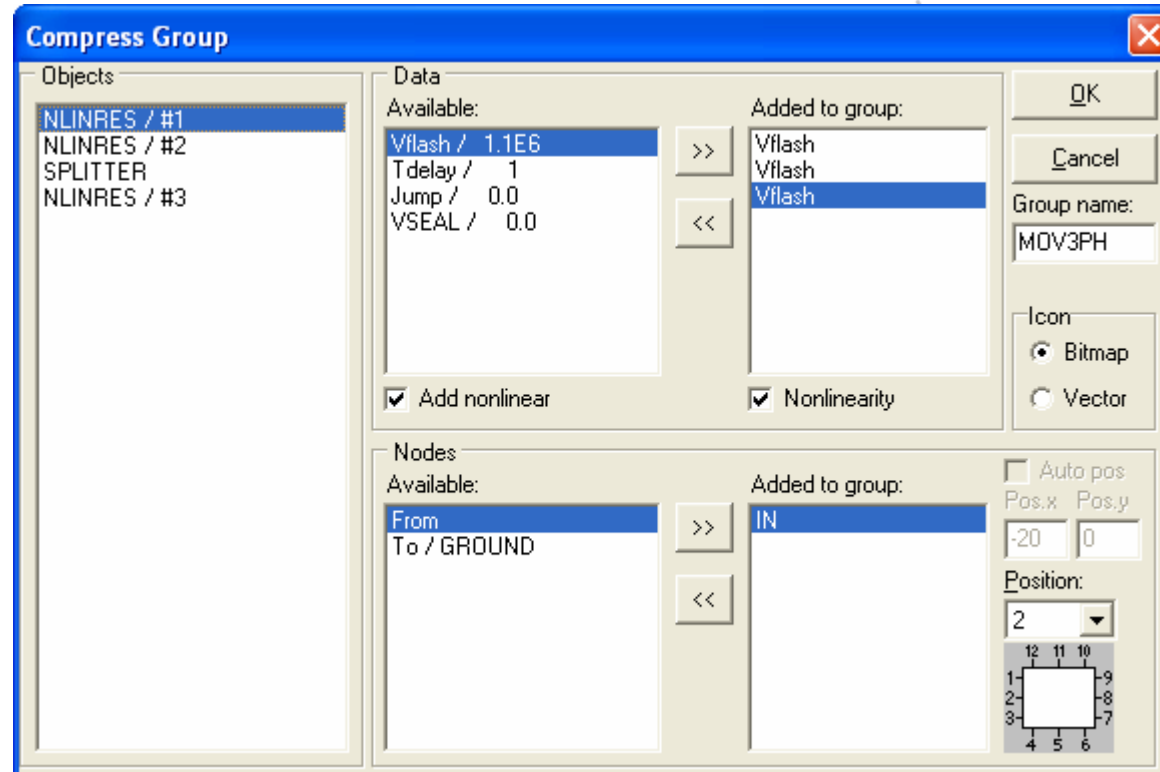 Compress Group
Objects
NLINRES / #1
NLINRES / #2
SPLITTER
NLINRES / #3
Data
Available:
Vflash / 1.1E6
Tdelay / 1
Jump / 0.0
VSEAL / 0.0
>>
<<
Added to group:
Vflash
Vflash
Vflash
Add nonlinear
Nonlinearity
OK
Cancel
Group name:
MOV3PH
Icon
Bitmap
Vector
Nodes
Available:
From
To / GROUND
>>
<<
Added to group:
IN
Auto pos
Pos.x Pos.y
-20 0
Position:
2
12 11 10
1 9
2 8
3 7
4 5 6